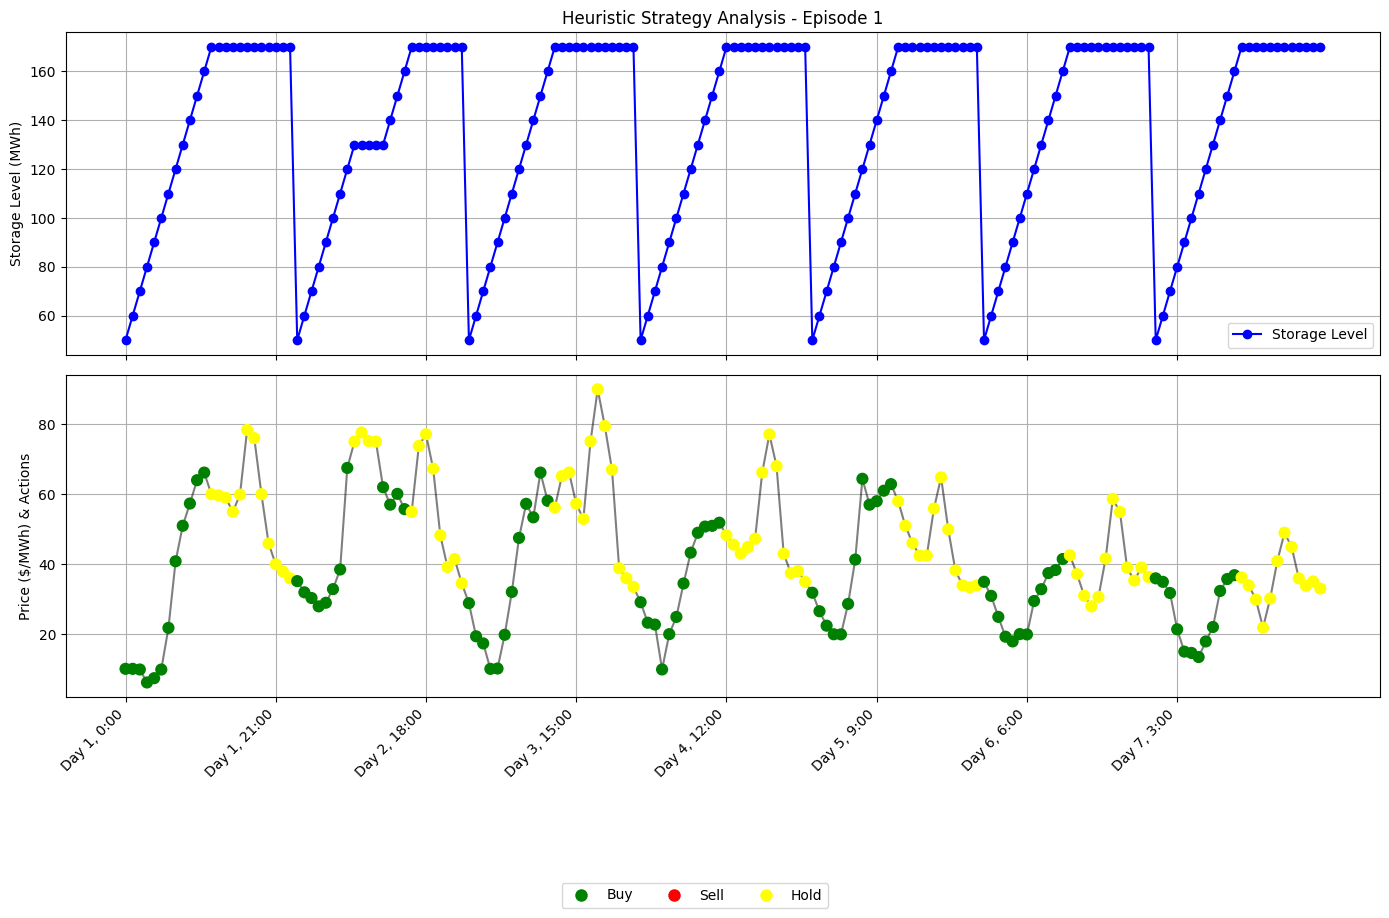 Heuristic Strategy Analysis - Episode 1
Storage Level (MWh)
160
140
120
100
80
60
Storage Level
Price ($/MWh) & Actions
80
60
40
20
Day 1, 0:00
Day 1, 21:00
Day 2, 18:00
Day 3, 15:00
Day 4, 12:00
Day 5, 9:00
Day 6, 6:00
Day 7, 3:00
Buy Sell Hold